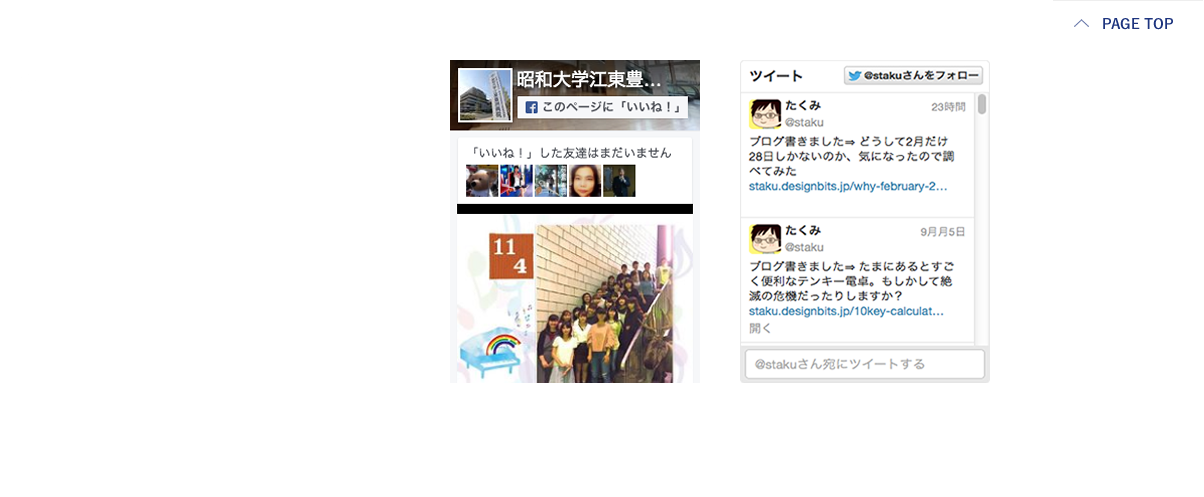 PAGE TOP
昭和大学江東豊...
このページに「いいね！」
「いいね！」した友達はまだいません
11
4
ツイート
@stakuさんをフォロー
たくみ
23時間
@staku
ブログ書きました⇒ どうして2月だけ
28日しかないのか、気になったので調
べてみた
staku.designbits.jp/why-february-2…
たくみ
9月5日
@staku
ブログ書きました⇒ たまにあるとすご
く便利なテンキー電卓。もしかして絶
滅の危機だったりしますか？
staku.designbits.jp/10key-calculat…
開く
@stakuさん宛にツイートする